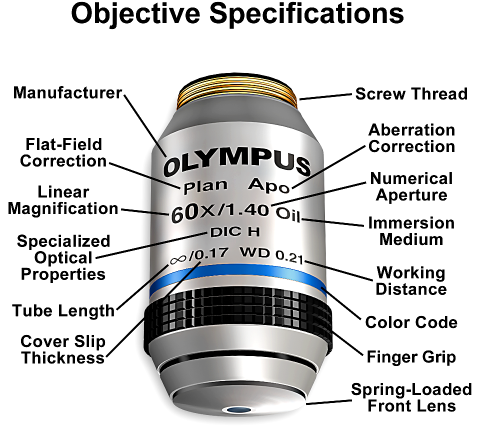 Objective Specifications
Manufacturer
Screw Thread
Flat-Field
Correction
Aberration
Correction
Linear
Magnification
Numerical
Aperture
Specialized
Optical
Properties
Immersion
Medium
Tube Length
Working
Distance
Cover Slip
Thickness
Color Code
Finger Grip
Spring-Loaded
Front Lens
OLYMPUS
Plan Apo
60X/1.40 Oil
DIC H
∞/0.17 WD 0.21